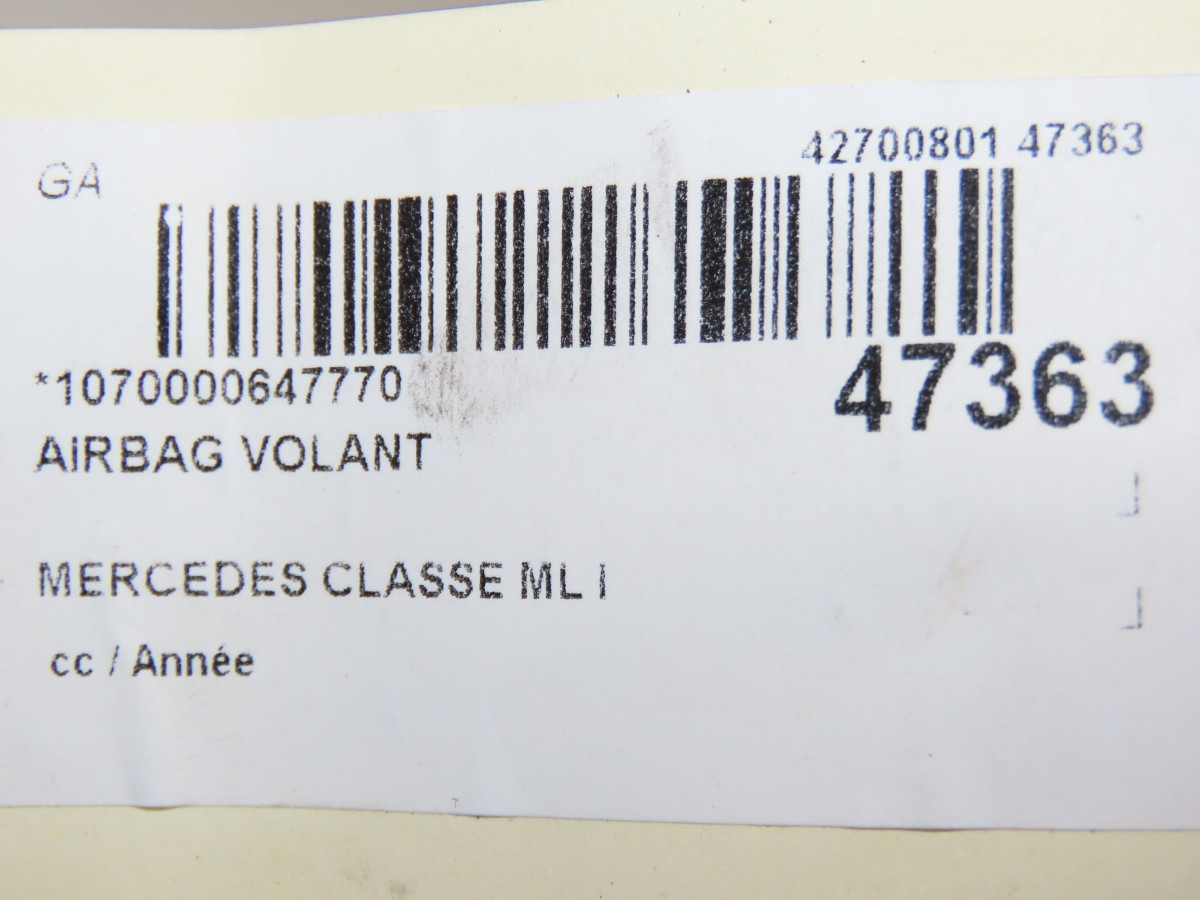 GA
42700801 47363
*1070000647770
47363
AIRBAG VOLANT
MERCEDES CLASSE ML I
cc / Année